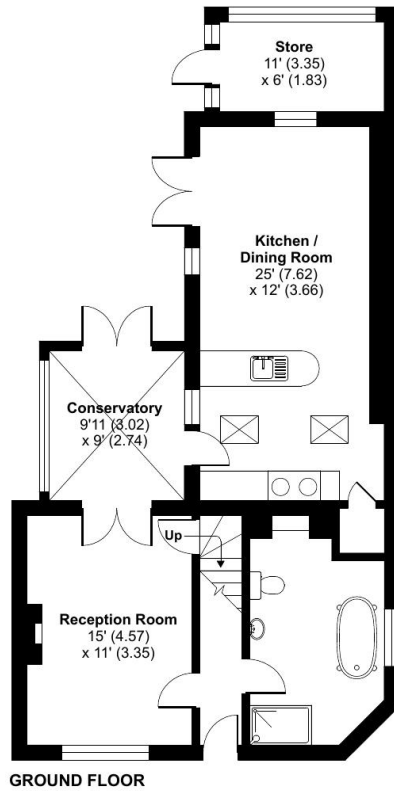 Store
11' (3.35)
x 6' (1.83)
Kitchen /
Dining Room
25' (7.62)
x 12' (3.66)
Conservatory
9'11 (3.02)
x 9' (2.74)
Up
Reception Room
15' (4.57)
x 11' (3.35)
GROUND FLOOR